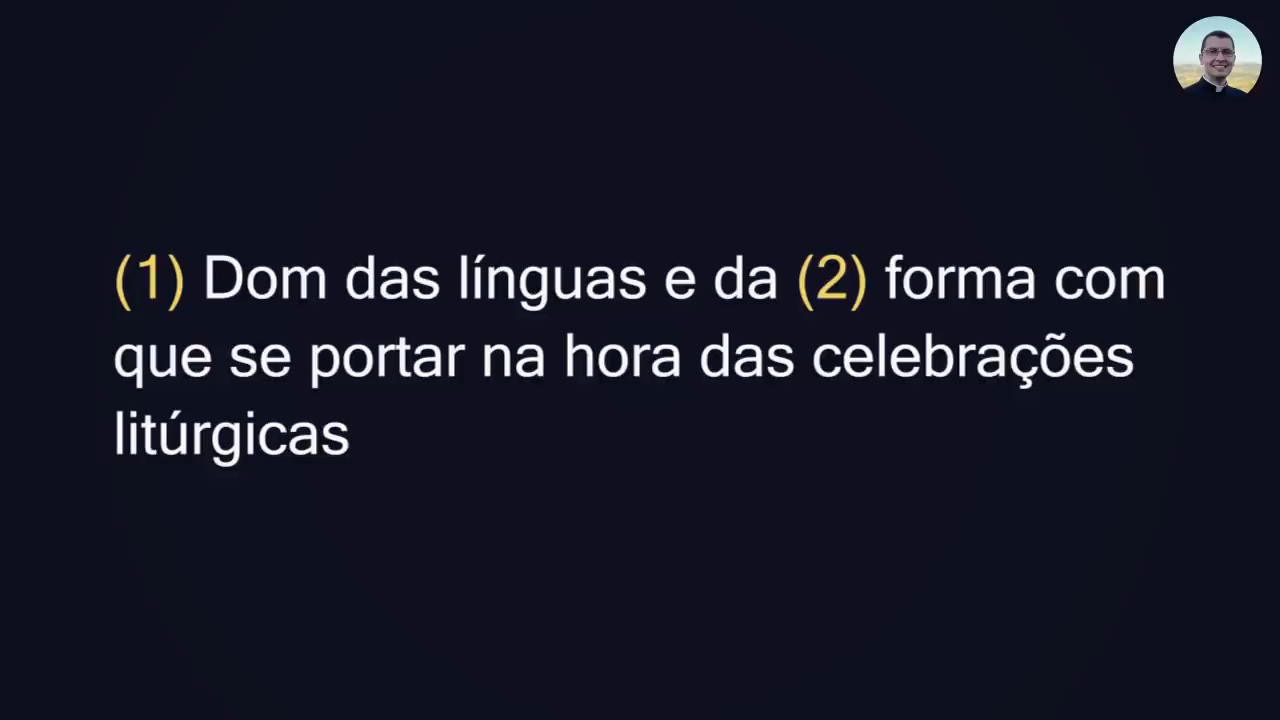 (1) Dom das línguas e da (2) forma com
que se portar na hora das celebrações
litúrgicas